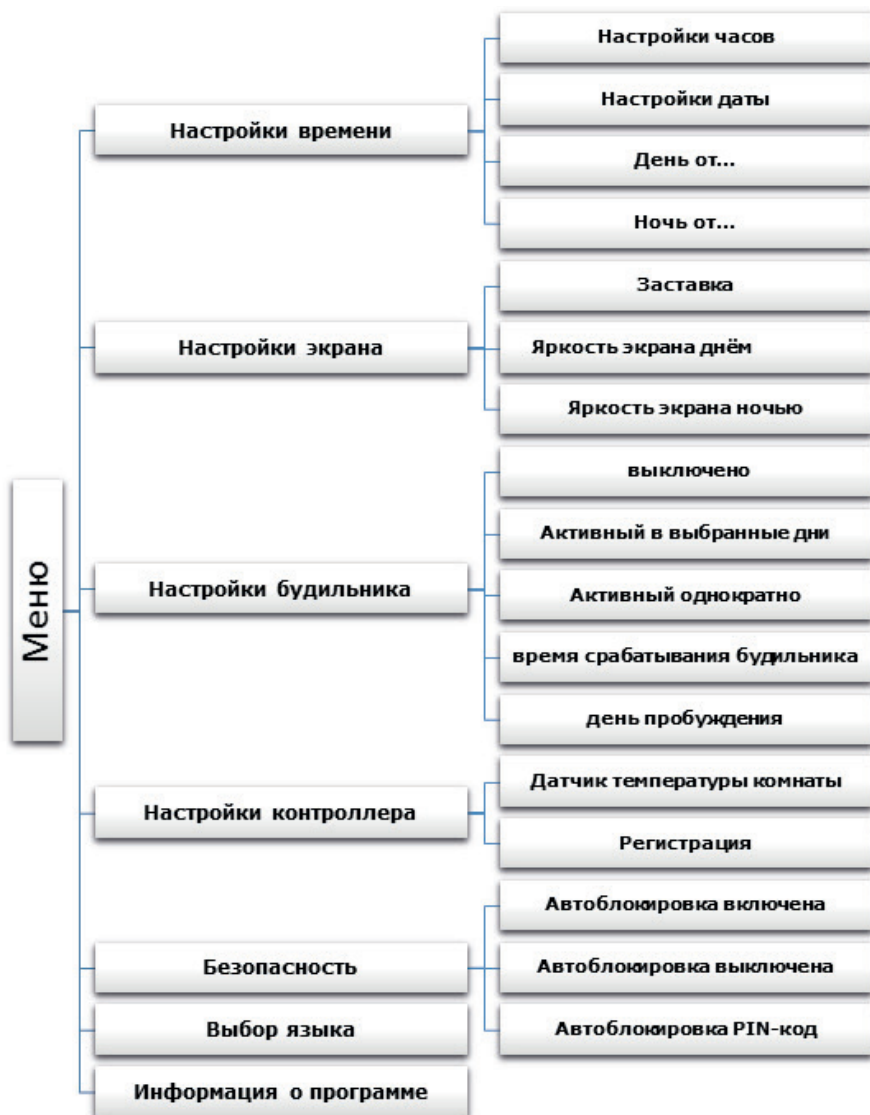 Меню
Настройки времени
Настройки часов
Настройки даты
День от...
Ночь от...
Настройки экрана
Заставка
Яркость экрана днём
Яркость экрана ночью
Настройки будильника
выключено
Активный в выбранные дни
Активный однократно
время срабатывания будильника
день пробуждения
Настройки контроллера
Датчик температуры комнаты
Регистрация
Безопасность
Автоблокировка включена
Автоблокировка выключена
Автоблокировка PIN-код
Выбор языка
Информация о программе